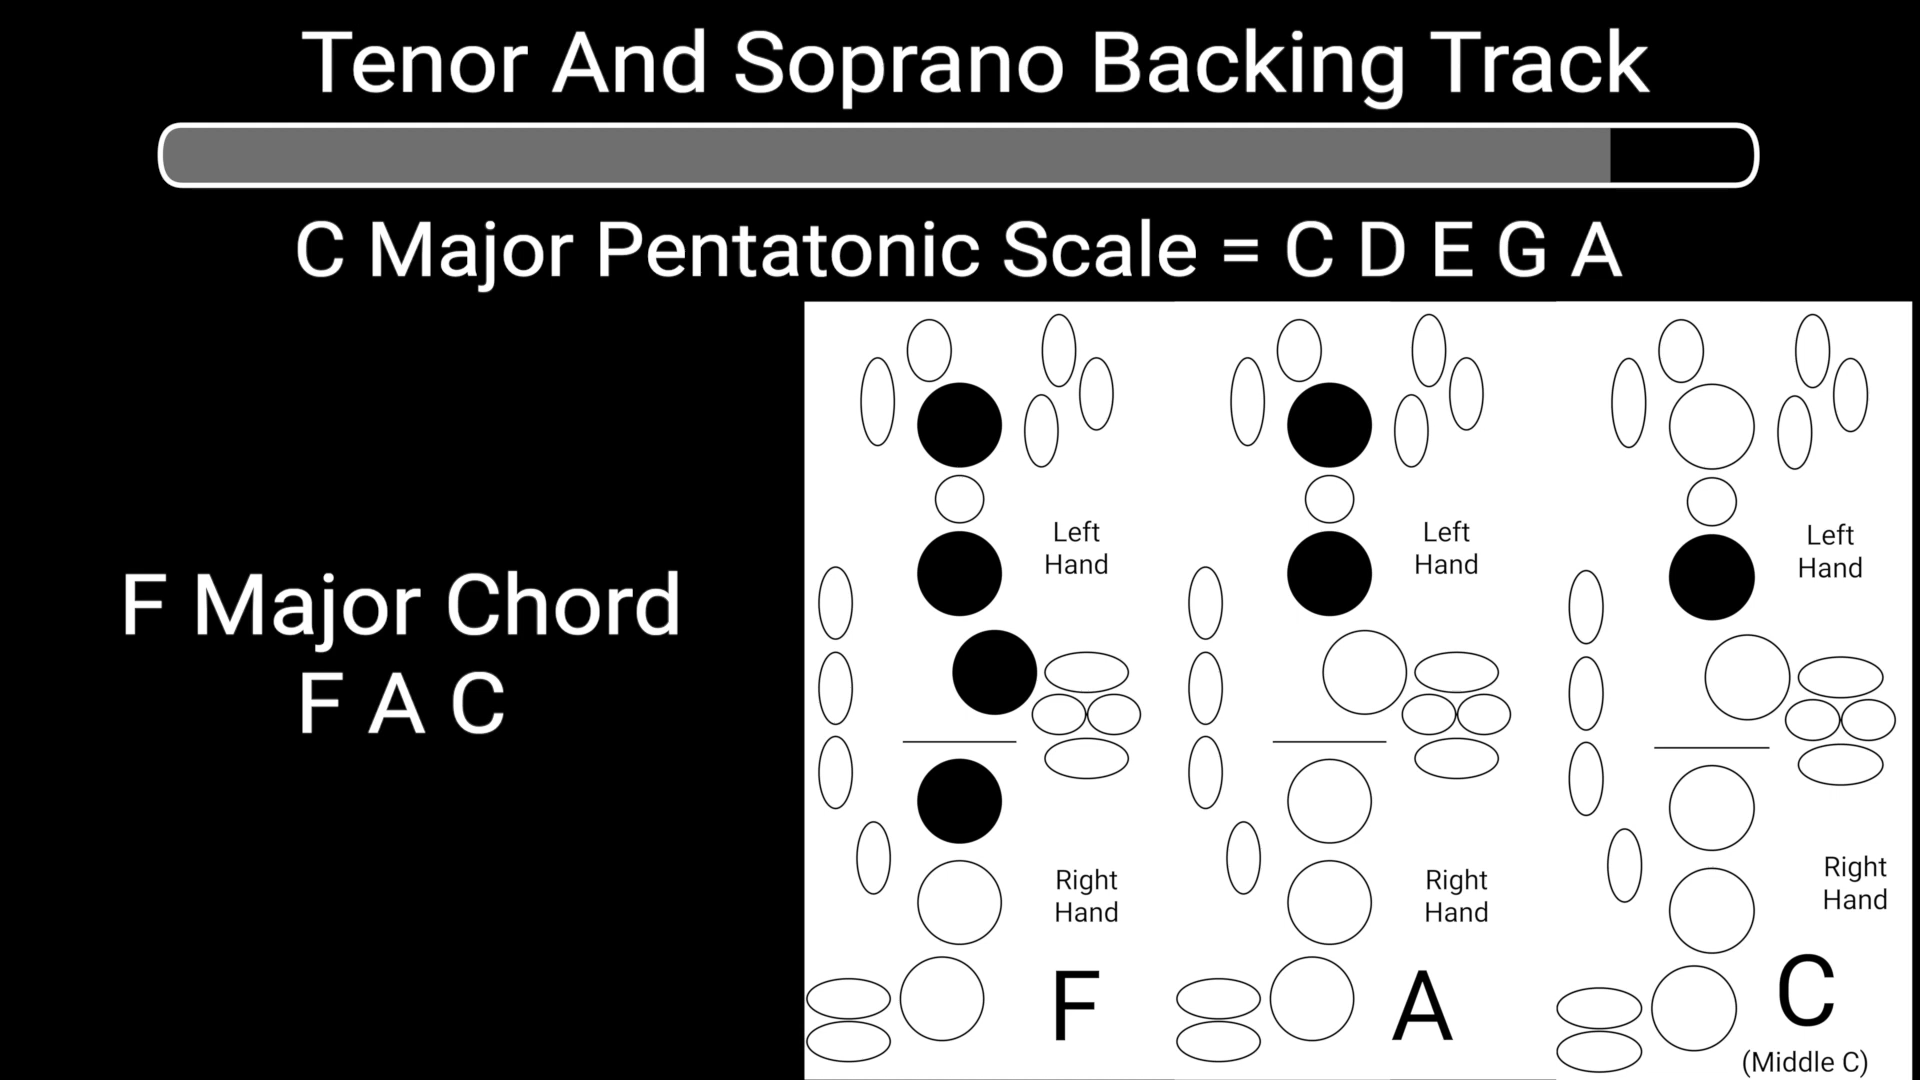 Tenor And Soprano Backing Track
C Major Pentatonic Scale = C D E G A
F Major Chord
F A C
Left
Hand
Right
Hand
F
Left
Hand
Right
Hand
A
Left
Hand
Right
Hand
C
(Middle C)